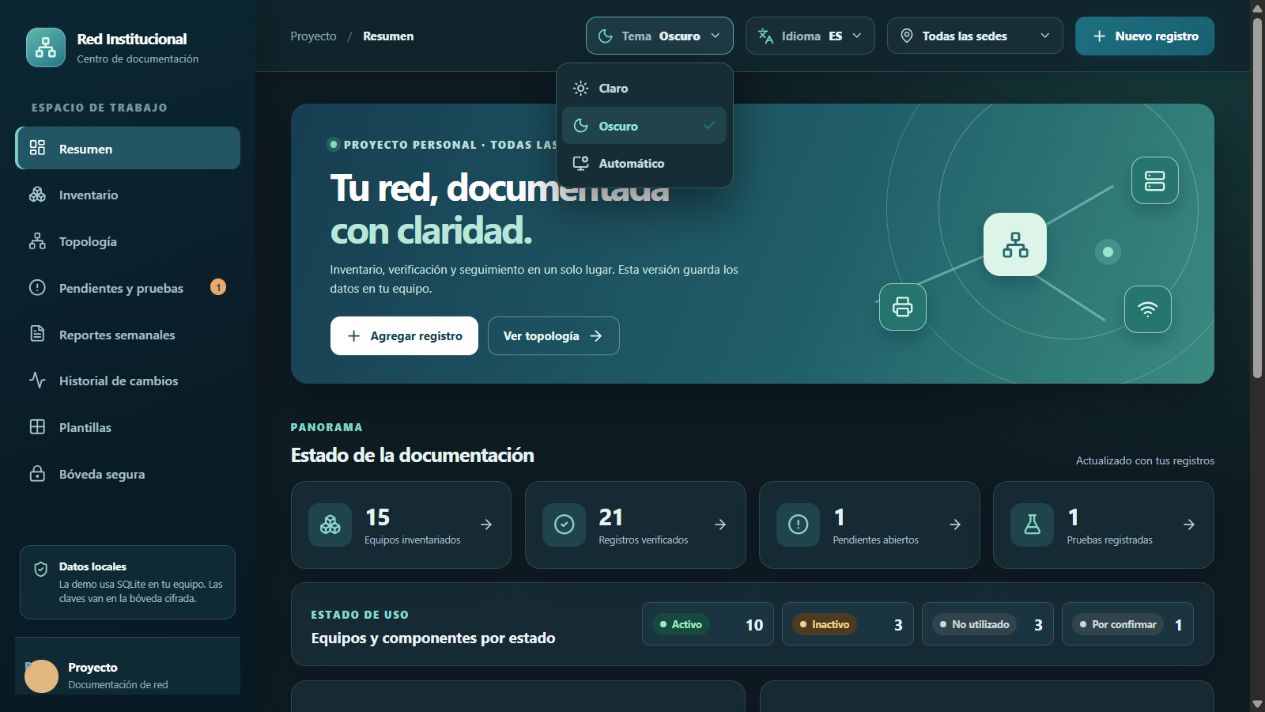 Red Institucional
Centro de documentación
ESPACIO DE TRABAJO
Resumen
Inventario
Topología
Pendientes y pruebas 1
Reportes semanales
Historial de cambios
Plantillas
Bóveda segura
Datos locales
La demo usa SQLite en tu equipo. Las
claves van en la bóveda cifrada.
Proyecto
Documentación de red
Proyecto / Resumen
Tema Oscuro
Idioma ES
Todas las sedes
+ Nuevo registro
Claro
Oscuro
Automático
PROYECTO PERSONAL · TODAS LAS
Tu red, documentada
con claridad.
Inventario, verificación y seguimiento en un solo lugar. Esta versión guarda los
datos en tu equipo.
+ Agregar registro
Ver topología →
PANORAMA
Estado de la documentación
Actualizado con tus registros
15
Equipos inventariados
21
Registros verificados
1
Pendientes abiertos
1
Pruebas registradas
ESTADO DE USO
Equipos y componentes por estado
Activo 10
Inactivo 3
No utilizado 3
Por confirmar 1